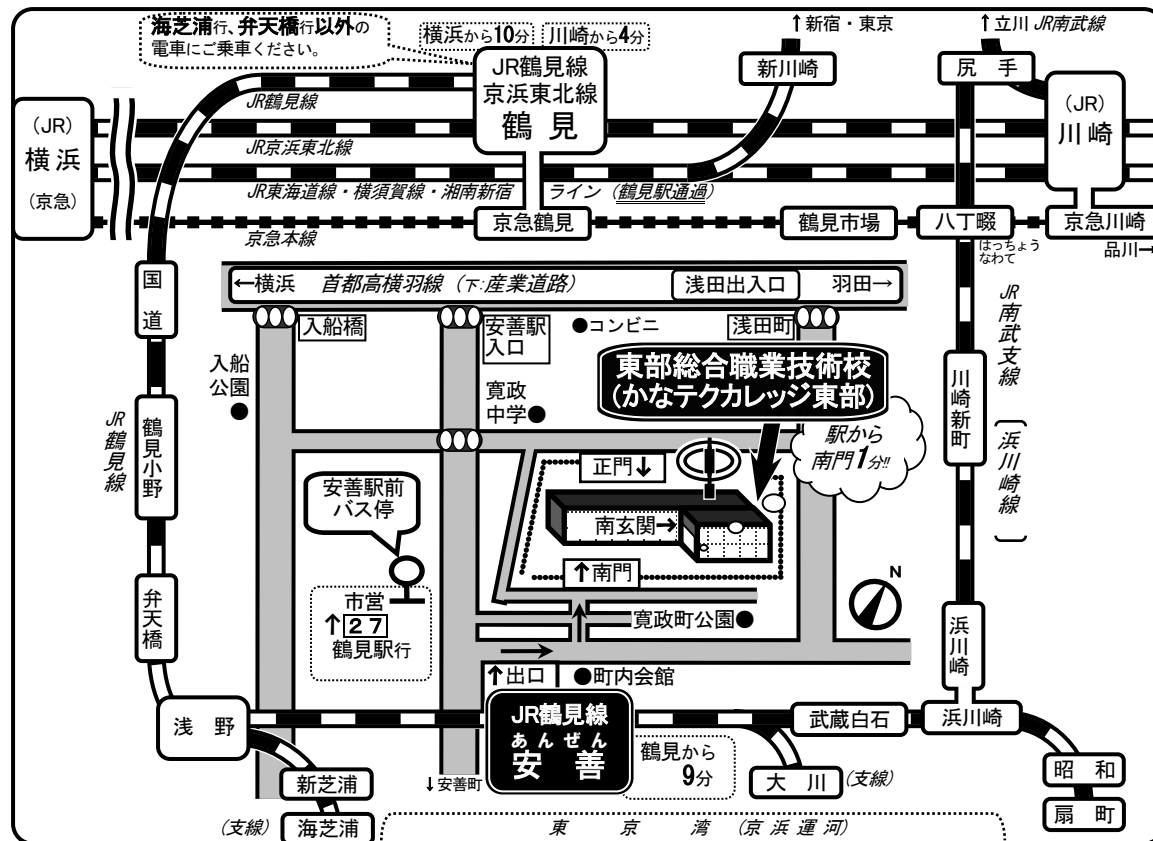 海芝浦行、弁天橋行以外の
電車にご乗車ください。
横浜から10分
川崎から4分
↑新宿・東京
↑立川 JR南武線
JR鶴見線
京浜東北線
鶴見
新川崎
尻手
(JR)
横浜
(京急)
(JR)
川崎
JR鶴見線
JR京浜東北線
JR東海道線・横須賀線・湘南新宿 ライン(鶴見駅通過)
京急本線
京急鶴見
鶴見市場
八丁畷
はっちょう
なわて
京急川崎
品川→
国道
←横浜 首都高横羽線(下:産業道路)
浅田出入口
羽田→
入船橋
安善駅
入口
●コンビニ
浅田町
JR南武支線
(浜川崎線)
入船
公園
●
寛政
中学●
東部総合職業技術校
(かなテクカレッジ東部)
駅から
南門1分!!
川崎新町
JR鶴見線
鶴見小野
正門↓
安善駅前
バス停
南玄関→
↑南門
N
弁天橋
市営
↑27
鶴見駅行
寛政町公園●
浜川崎
↑出口
●町内会館
浅野
JR鶴見線
あんぜん
安善
武蔵白石
浜川崎
鶴見から
9分
↓安善町
新芝浦
大川
(支線)
昭和
(支線)
海芝浦
扇町
東京湾(京浜運河)